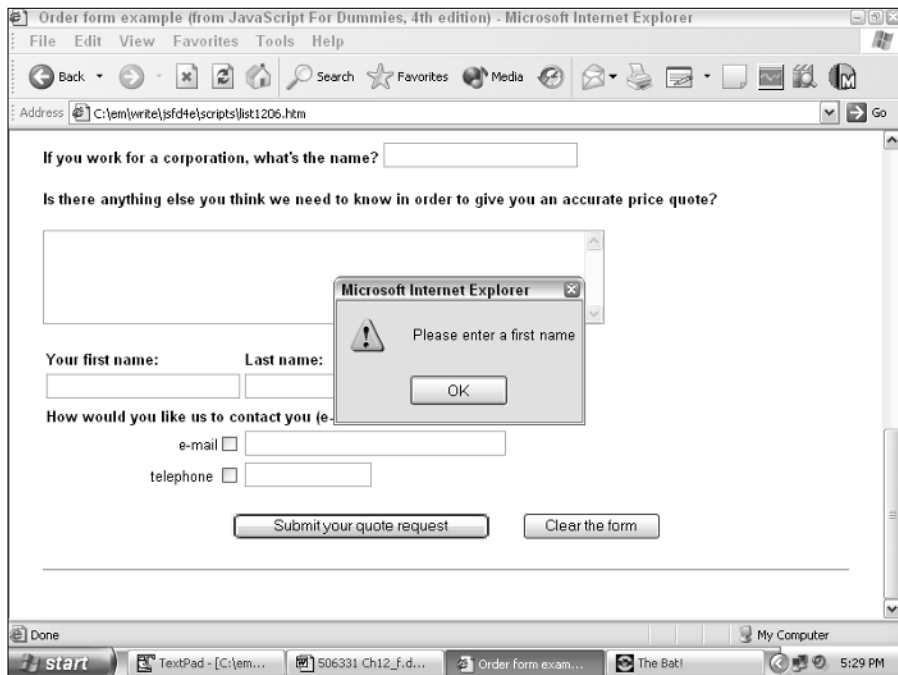 Order form example (from JavaScript For Dummies, 4th edition) - Microsoft Internet Explorer
File Edit View Favorites Tools Help
Back Search Favorites Media
Address C:\em\write\jsfd4e\scripts\list1206.htm Go
If you work for a corporation, what's the name?
Is there anything else you think we need to know in order to give you an accurate price quote?
Microsoft Internet Explorer
Please enter a first name
OK
Your first name: Last name:
How would you like us to contact you (e-
e-mail
telephone
Submit your quote request Clear the form
Done My Computer
start TextPad - [C:\em... 506331 Ch12_f.d... Order form exam... The Bat! 5:29 PM